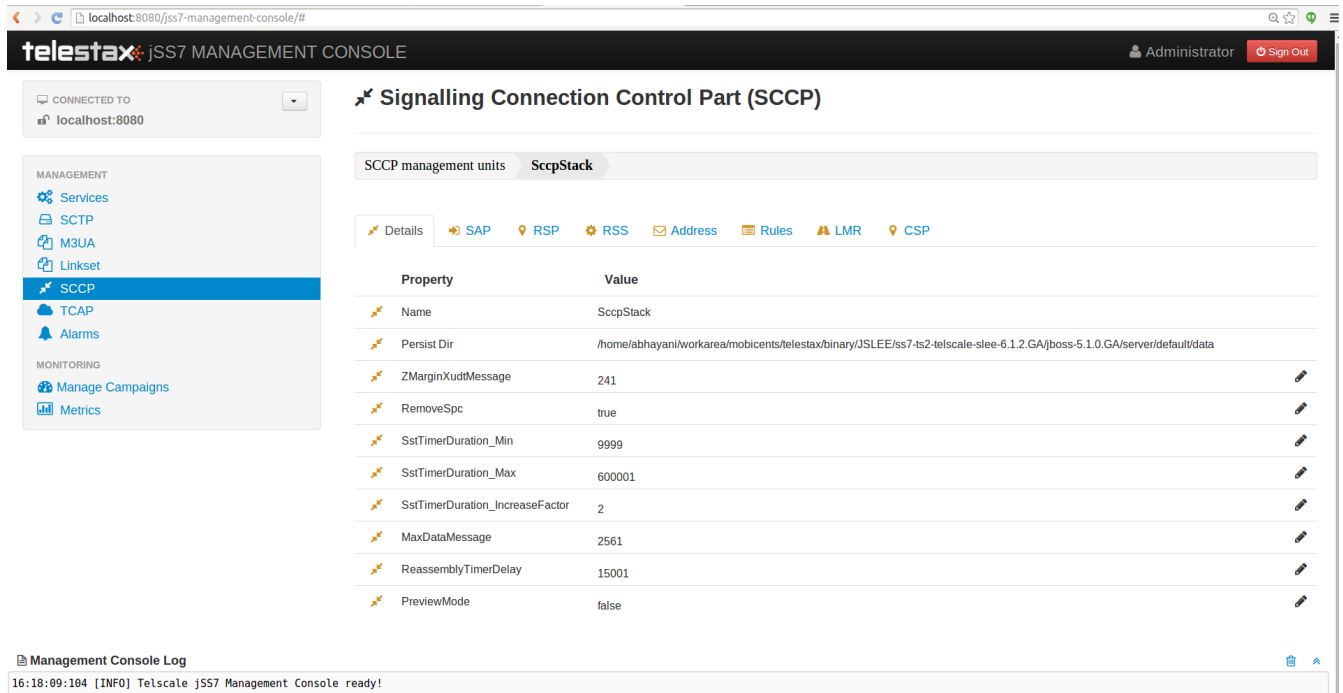 localhost:8080/jss7-management-console/#
telestax jSS7 MANAGEMENT CONSOLE
Administrator
Sign Out
CONNECTED TO
localhost:8080
MANAGEMENT
Services
SCTP
M3UA
Linkset
SCCP
TCAP
Alarms
MONITORING
Manage Campaigns
Metrics
Signalling Connection Control Part (SCCP)
SCCP management units SccpStack
Details SAP RSP RSS Address Rules LMR CSP
Property Value
Name SccpStack
Persist Dir /home/abhayani/workarea/mobicents/telestax/binary/JSLEE/ss7-ts2-telscale-slee-6.1.2.GA/jboss-5.1.0.GA/server/default/data
ZMarginXudtMessage 241
RemoveSpc true
SstTimerDuration_Min 9999
SstTimerDuration_Max 600001
SstTimerDuration_IncreaseFactor 2
MaxDataMessage 2561
ReassemblyTimerDelay 15001
PreviewMode false
Management Console Log
16:18:09:104 [INFO] Telscale jSS7 Management Console ready!